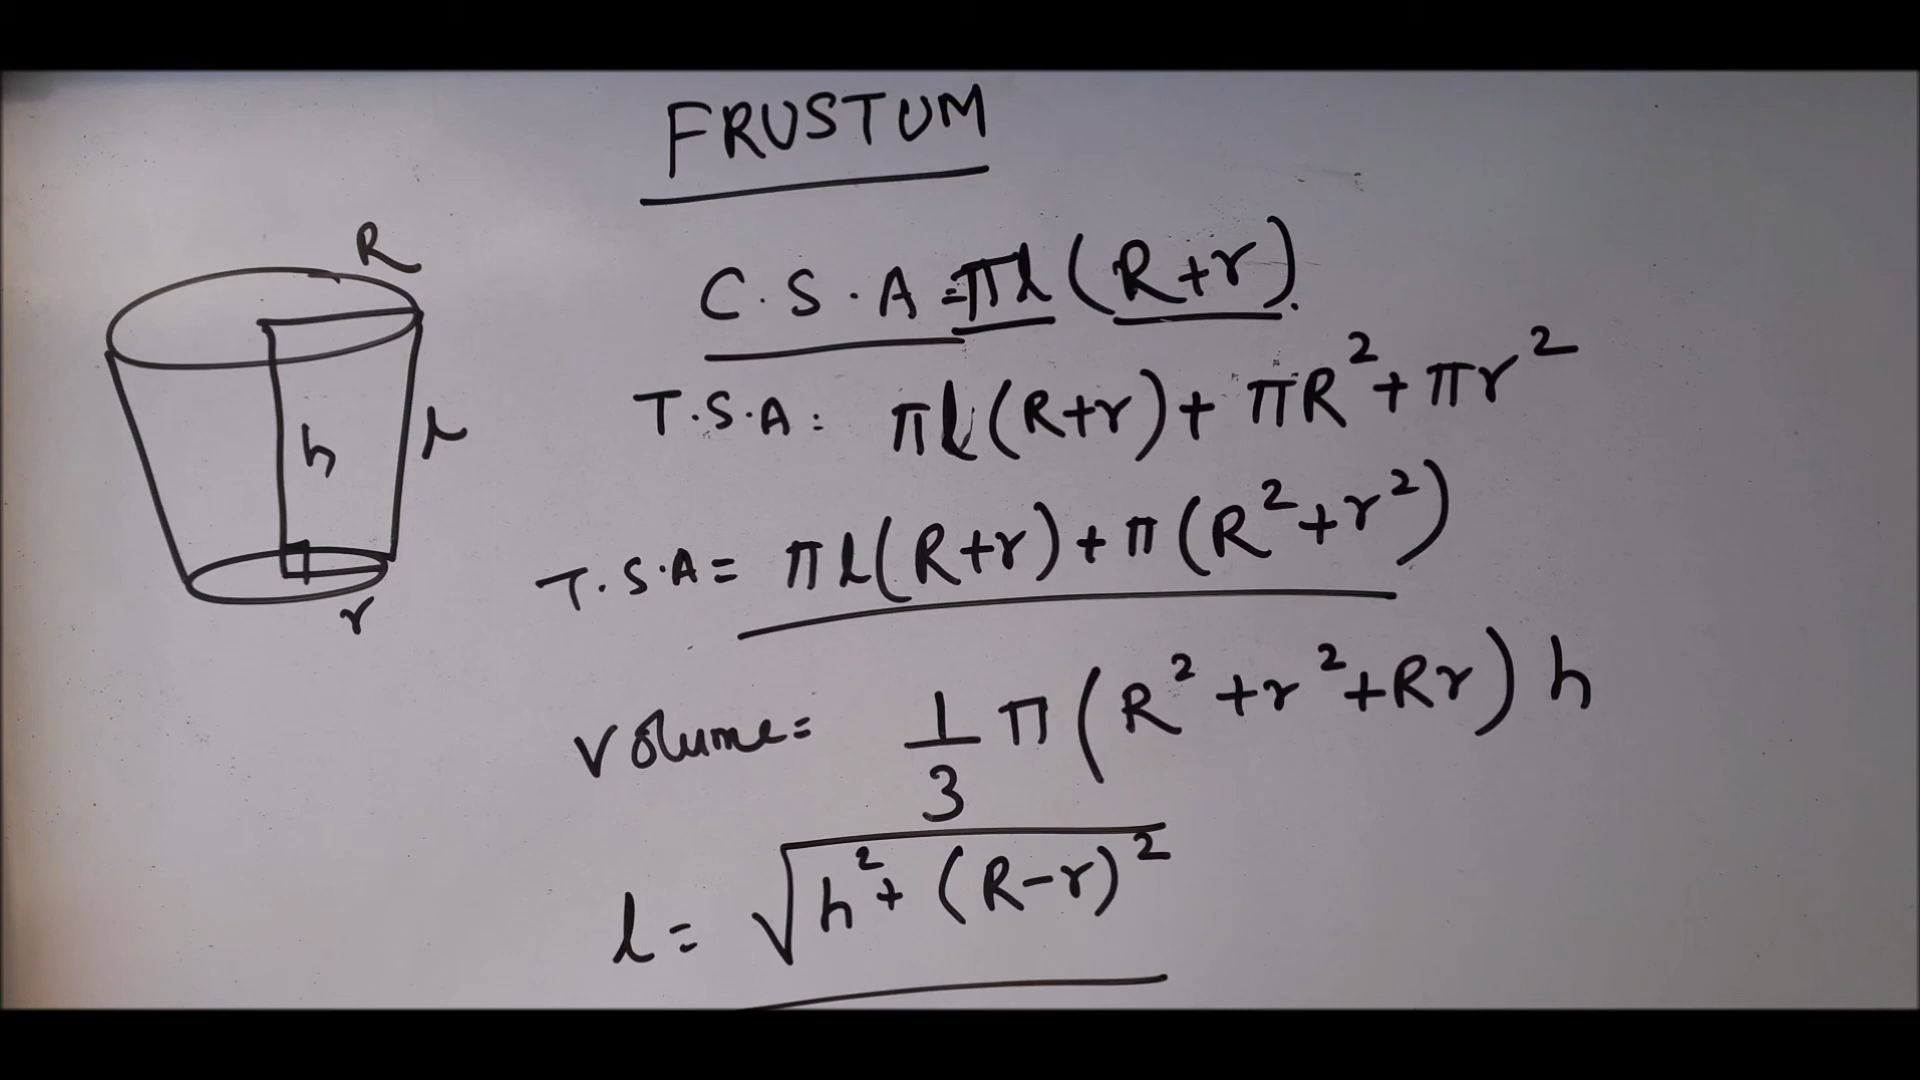 FRUSTUM
R
C.S.A = πl (R+r).
T.S.A: πl (R+r) + πR² + πr²
h
l
T.S.A = πl (R+r) + π (R² + r²)
r
Volume = 1/3 π (R² + r² + Rr) h
l = √(h² + (R-r)²)